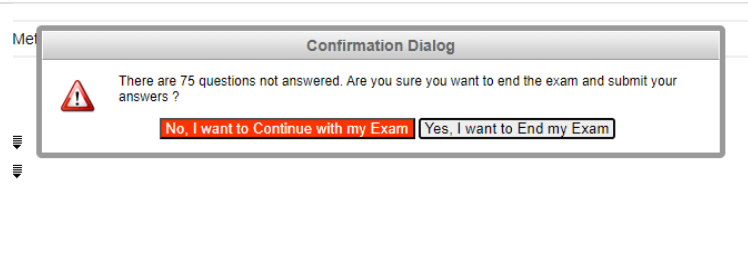 Met
Confirmation Dialog
There are 75 questions not answered. Are you sure you want to end the exam and submit your
answers ?
No, I want to Continue with my Exam Yes, I want to End my Exam